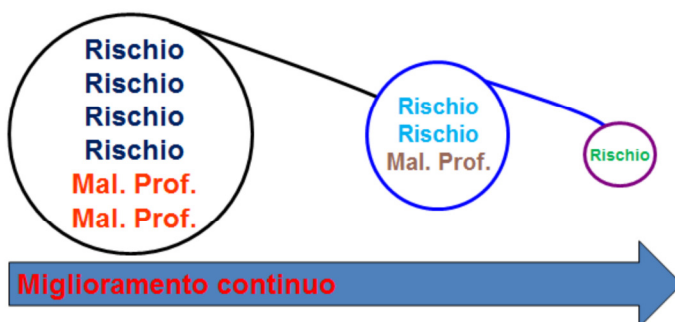 Rischio
Rischio
Rischio
Rischio
Mal. Prof.
Mal. Prof.
Rischio
Rischio
Mal. Prof.
Rischio
Miglioramento continuo